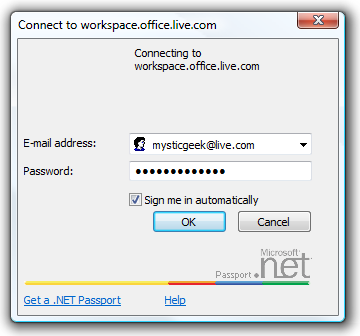 Connect to workspace.office.live.com
Connecting to
workspace.office.live.com
E-mail address:
mysticgeek@live.com
Password:
●●●●●●●●●●●●●
Sign me in automatically
OK
Cancel
Microsoft
Passport .net
Get a .NET Passport
Help